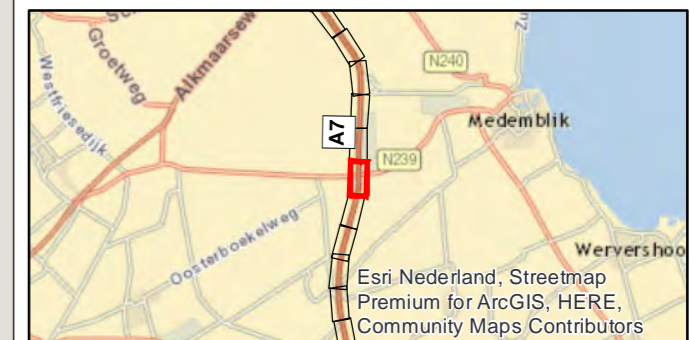 Groetweg
Alkmaarsew
Westfriesedijk
N240
Medemblik
A7
N239
Oosterboekelweg
Wervershoo
Esri Nederland, Streetmap
Premium for ArcGIS, HERE,
Community Maps Contributors